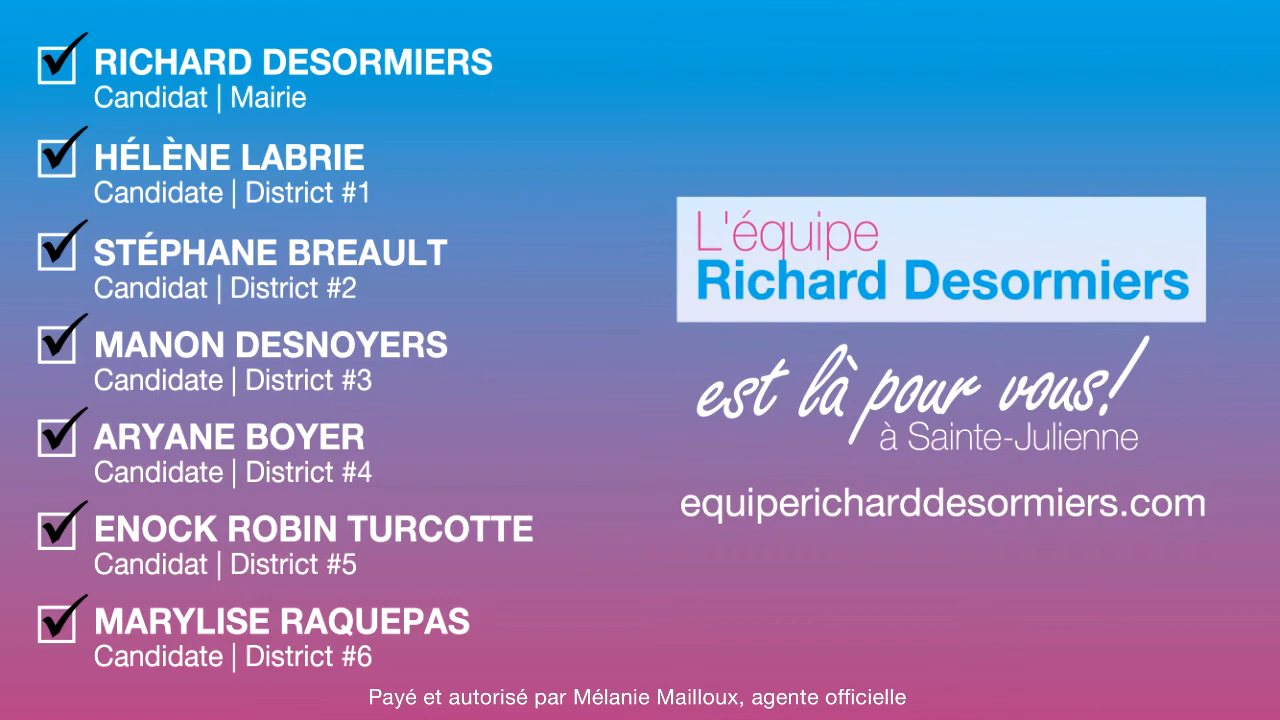 RICHARD DESORMIERS
Candidat | Mairie
HÉLÈNE LABRIE
Candidate | District #1
STÉPHANE BREAULT
Candidat | District #2
MANON DESNOYERS
Candidate | District #3
ARYANE BOYER
Candidate | District #4
ENOCK ROBIN TURCOTTE
Candidat | District #5
MARYLISE RAQUEPAS
Candidate | District #6
L'équipe
Richard Desormiers
est là pour vous!
à Sainte-Julienne
equiperricharddesormiers.com
Payé et autorisé par Mélanie Mailloux, agente officielle